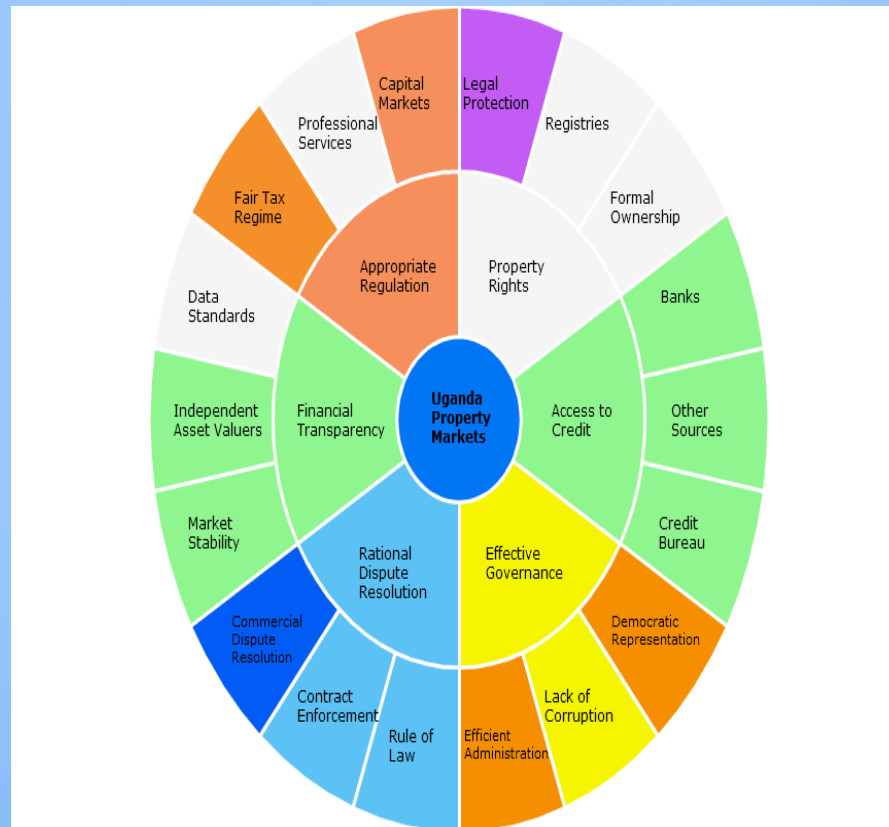 Capital
Markets
Legal
Protection
Professional
Services
Registries
Fair Tax
Regime
Formal
Ownership
Appropriate
Regulation
Property
Rights
Data
Standards
Banks
Uganda
Property
Markets
Independent
Asset Valuers
Financial
Transparency
Access to
Credit
Other
Sources
Market
Stability
Credit
Bureau
Rational
Dispute
Resolution
Effective
Governance
Commercial
Dispute
Resolution
Democratic
Representation
Contract
Enforcement
Lack of
Corruption
Rule of
Law
Efficient
Administration